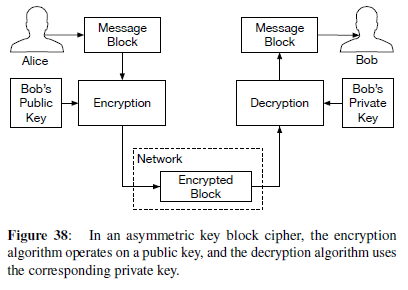 Message
Block
Message
Block
Alice
Bob
Bob's
Public
Key
Encryption
Decryption
Bob's
Private
Key
Network
Encrypted
Block
Figure 38: In an asymmetric key block cipher, the encryption
algorithm operates on a public key, and the decryption algorithm uses
the corresponding private key.